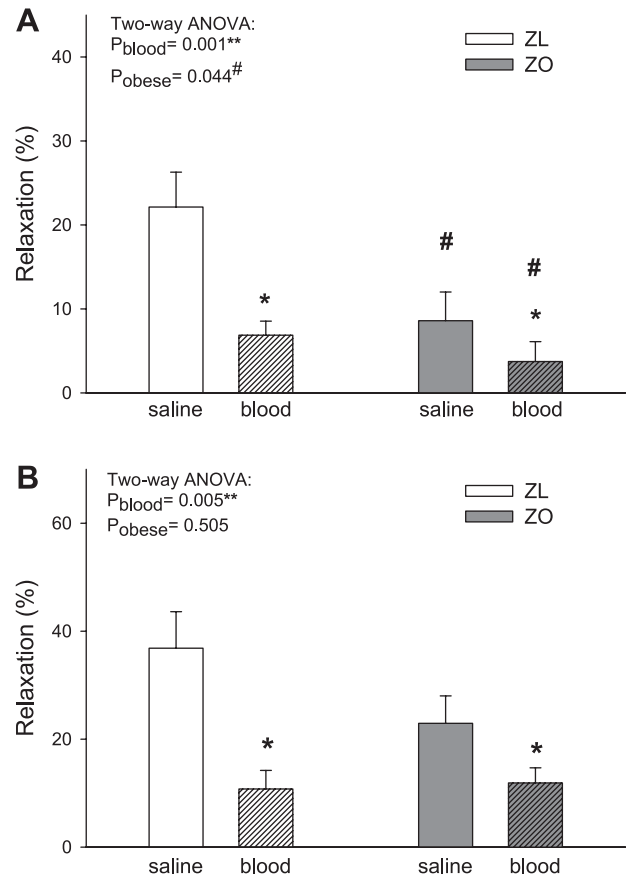 A
Two-way ANOVA:
Pblood= 0.001**
Pobese= 0.044#
ZL
ZO
Relaxation (%)
40
30
20
10
0
*
#
#
*
saline blood saline blood
B
Two-way ANOVA:
Pblood= 0.005**
Pobese= 0.505
ZL
ZO
Relaxation (%)
60
40
20
0
*
*
saline blood saline blood